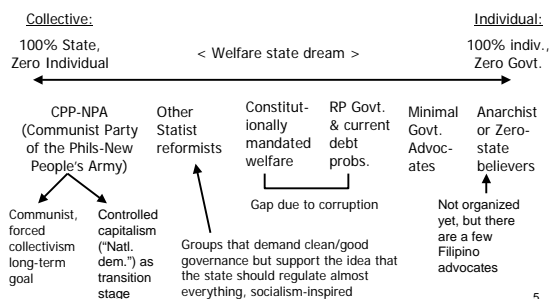 Collective:
100% State,
Zero Individual
< Welfare state dream >
Individual:
100% indiv.,
Zero Govt.
CPP-NPA
(Communist Party
of the Phils-New
People's Army)
Other
Statist
reformists
Constitut-
ionally
mandated
welfare
RP Govt.
& current
debt
probs.
Minimal
Govt.
Advoc-
ates
Anarchist
or Zero-
state
believers
Gap due to corruption
Communist,
forced
collectivism
long-term
goal
Controlled
capitalism
("Natl.
dem.") as
transition
stage
Groups that demand clean/good
governance but support the idea that
the state should regulate almost
everything, socialism-inspired
Not organized
yet, but there
are a few
Filipino
advocates
5